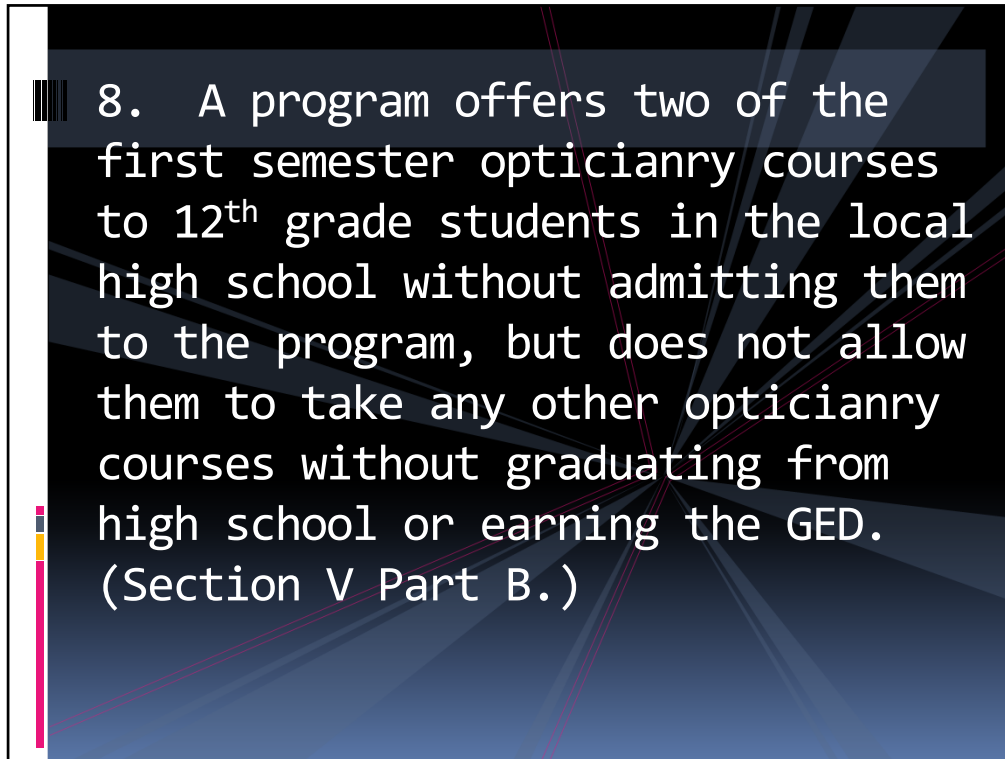 8.  A program offers two of the
first semester opticianry courses
to 12th grade students in the local
high school without admitting them
to the program, but does not allow
them to take any other opticianry
courses without graduating from
high school or earning the GED.
(Section V Part B.)